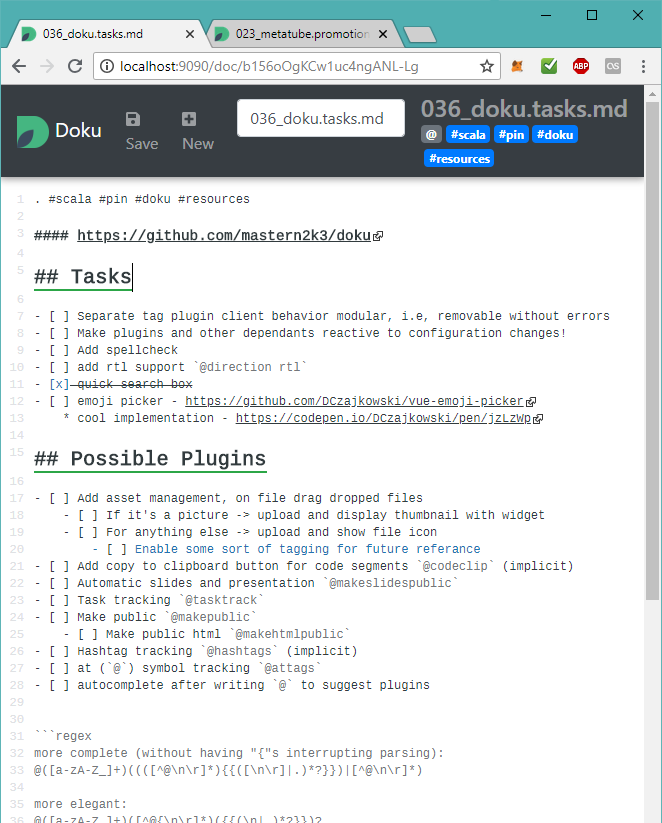 036_doku.tasks.md
023_metatube.promotion
localhost:9090/doc/b156oOgKCw1uc4ngANL-Lg
ABP
Doku
Save
New
036_doku.tasks.md
036_doku.tasks.md
@ #scala #pin #doku
#resources
1 . #scala #pin #doku #resources
2
3 #### https://github.com/mastern2k3/doku
4
5 ## Tasks
6
7 - [ ] Separate tag plugin client behavior modular, i.e, removable without errors
8 - [ ] Make plugins and other dependants reactive to configuration changes!
9 - [ ] Add spellcheck
10 - [ ] add rtl support `@direction rtl`
11 - [x] quick search box
12 - [ ] emoji picker - https://github.com/DCzajkowski/vue-emoji-picker
13 * cool implementation - https://codepen.io/DCzajkowski/pen/jzLzWp
14
15 ## Possible Plugins
16
17 - [ ] Add asset management, on file drag dropped files
18 - [ ] If it's a picture -> upload and display thumbnail with widget
19 - [ ] For anything else -> upload and show file icon
20 - [ ] Enable some sort of tagging for future referance
21 - [ ] Add copy to clipboard button for code segments `@codeclip` (implicit)
22 - [ ] Automatic slides and presentation `@makeslidespublic`
23 - [ ] Task tracking `@tasktrack`
24 - [ ] Make public `@makepublic`
25 - [ ] Make public html `@makehtmlpublic`
26 - [ ] Hashtag tracking `@hashtags` (implicit)
27 - [ ] at (`@`) symbol tracking `@attags`
28 - [ ] autocomplete after writing `@` to suggest plugins
29
30
31 ```regex
32 more complete (without having "{"s interrupting parsing):
33 @([a-zA-Z_]+)((([^@\n\r]*){{([\n\r]|.)*?}})|[^@\n\r]*)
34
35 more elegant:
36 @([a-zA-Z_]+)([^@{\n\r]*)({{(\n|.)*?}})?